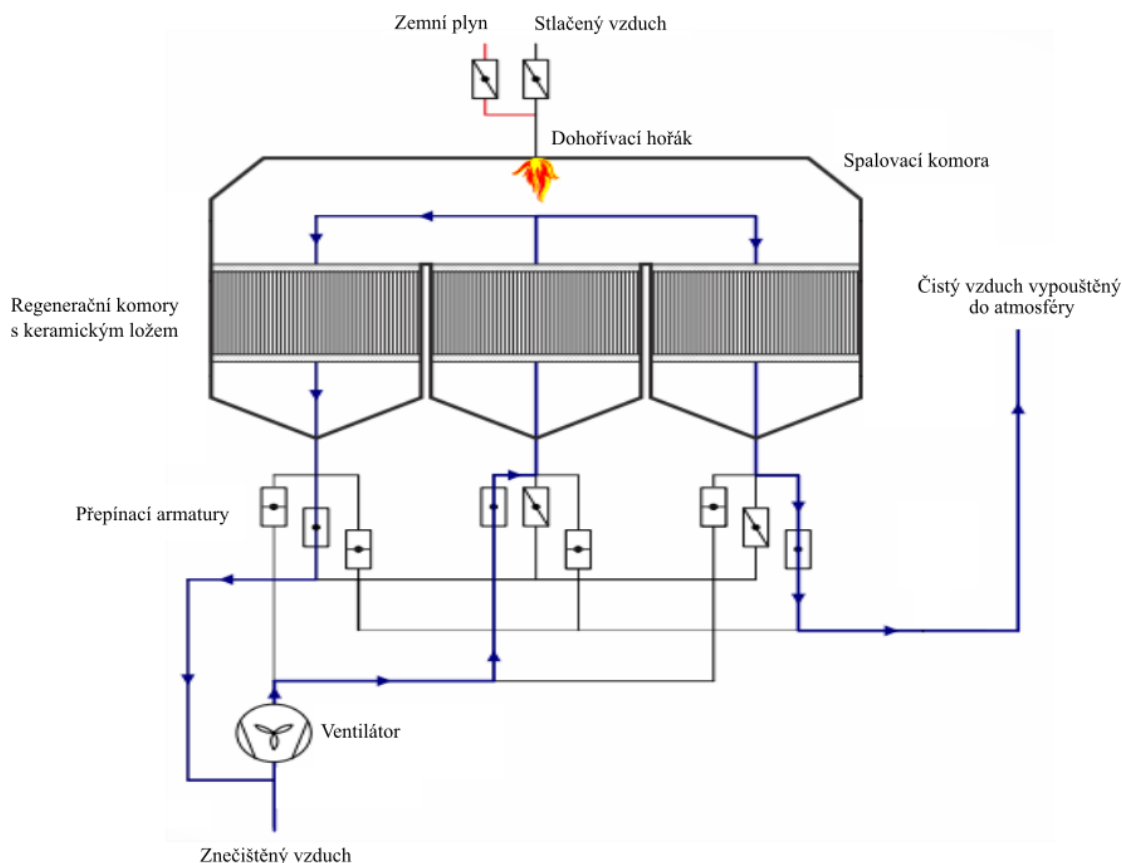 Zemní plyn
Stlačený vzduch
Dohořívací hořák
Spalovací komora
Regenerační komory
s keramickým ložem
Čistý vzduch vypouštěný
do atmosféry
Přepínací armatury
Ventilátor
Znečištěný vzduch